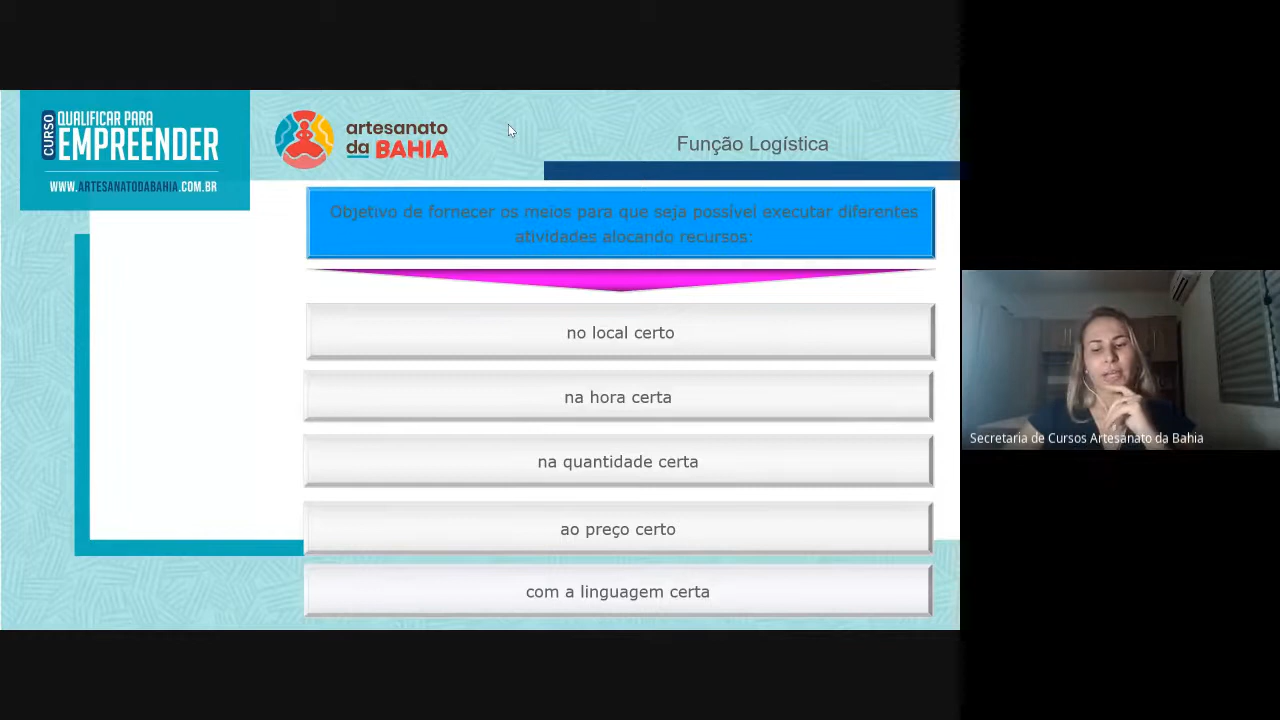 CURSO
QUALIFICAR PARA
EMPREENDER
WWW.ARTESANATODABAHIA.COM.BR
artesanato
da BAHIA
Função Logística
Objetivo de fornecer os meios para que seja possível executar diferentes
atividades alocando recursos:
no local certo
na hora certa
na quantidade certa
ao preço certo
com a linguagem certa
Secretaria de Cursos Artesanato da Bahia